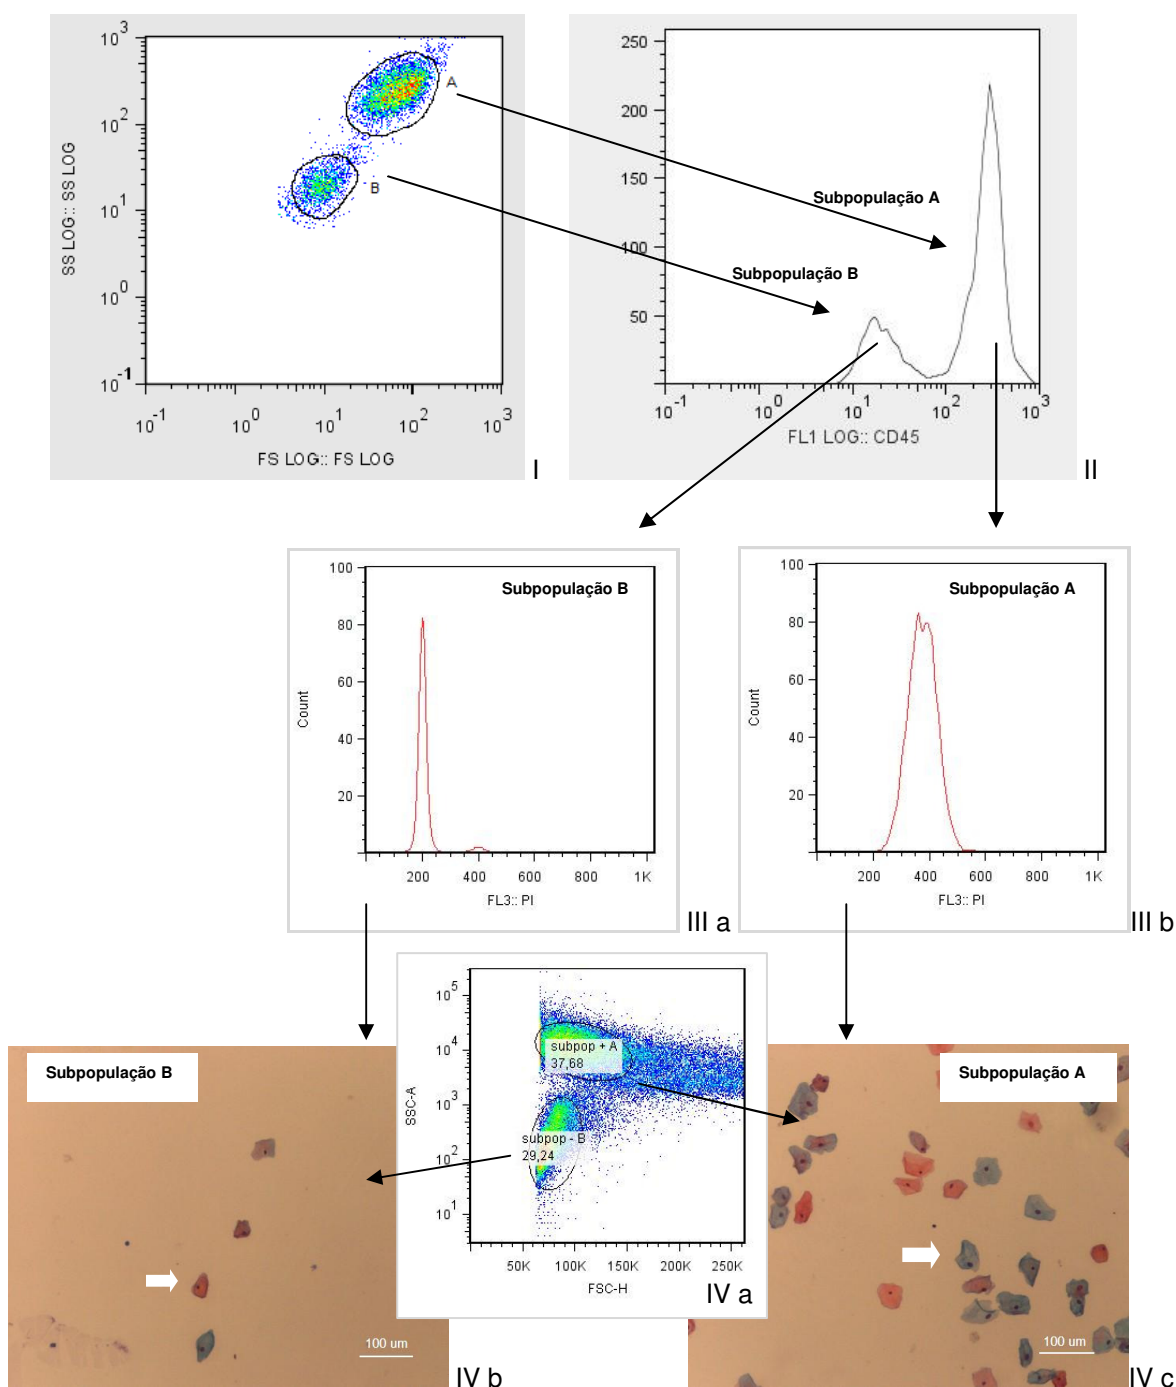 10^3
10^2
10^1
10^0
10^-1
SS LOG:: SS LOG
A
B
10^-1 10^0 10^1 10^2 10^3
FS LOG:: FS LOG
I
250
200
150
100
50
Subpopulação A
Subpopulação B
10^-1 10^0 10^1 10^2 10^3
FL1 LOG:: CD45
II
100
80
60
40
20
Count
Subpopulação B
200 400 600 800 1K
FL3:: PI
III a
100
80
60
40
20
Count
Subpopulação A
200 400 600 800 1K
FL3:: PI
III b
10^5
10^4
10^3
10^2
10^1
SSC-A
subpop + A
37,68
subpop - B
29,24
50K 100K 150K 200K 250K
FSC-H
IV a
Subpopulação B
100 um
IV b
Subpopulação A
100 um
IV c